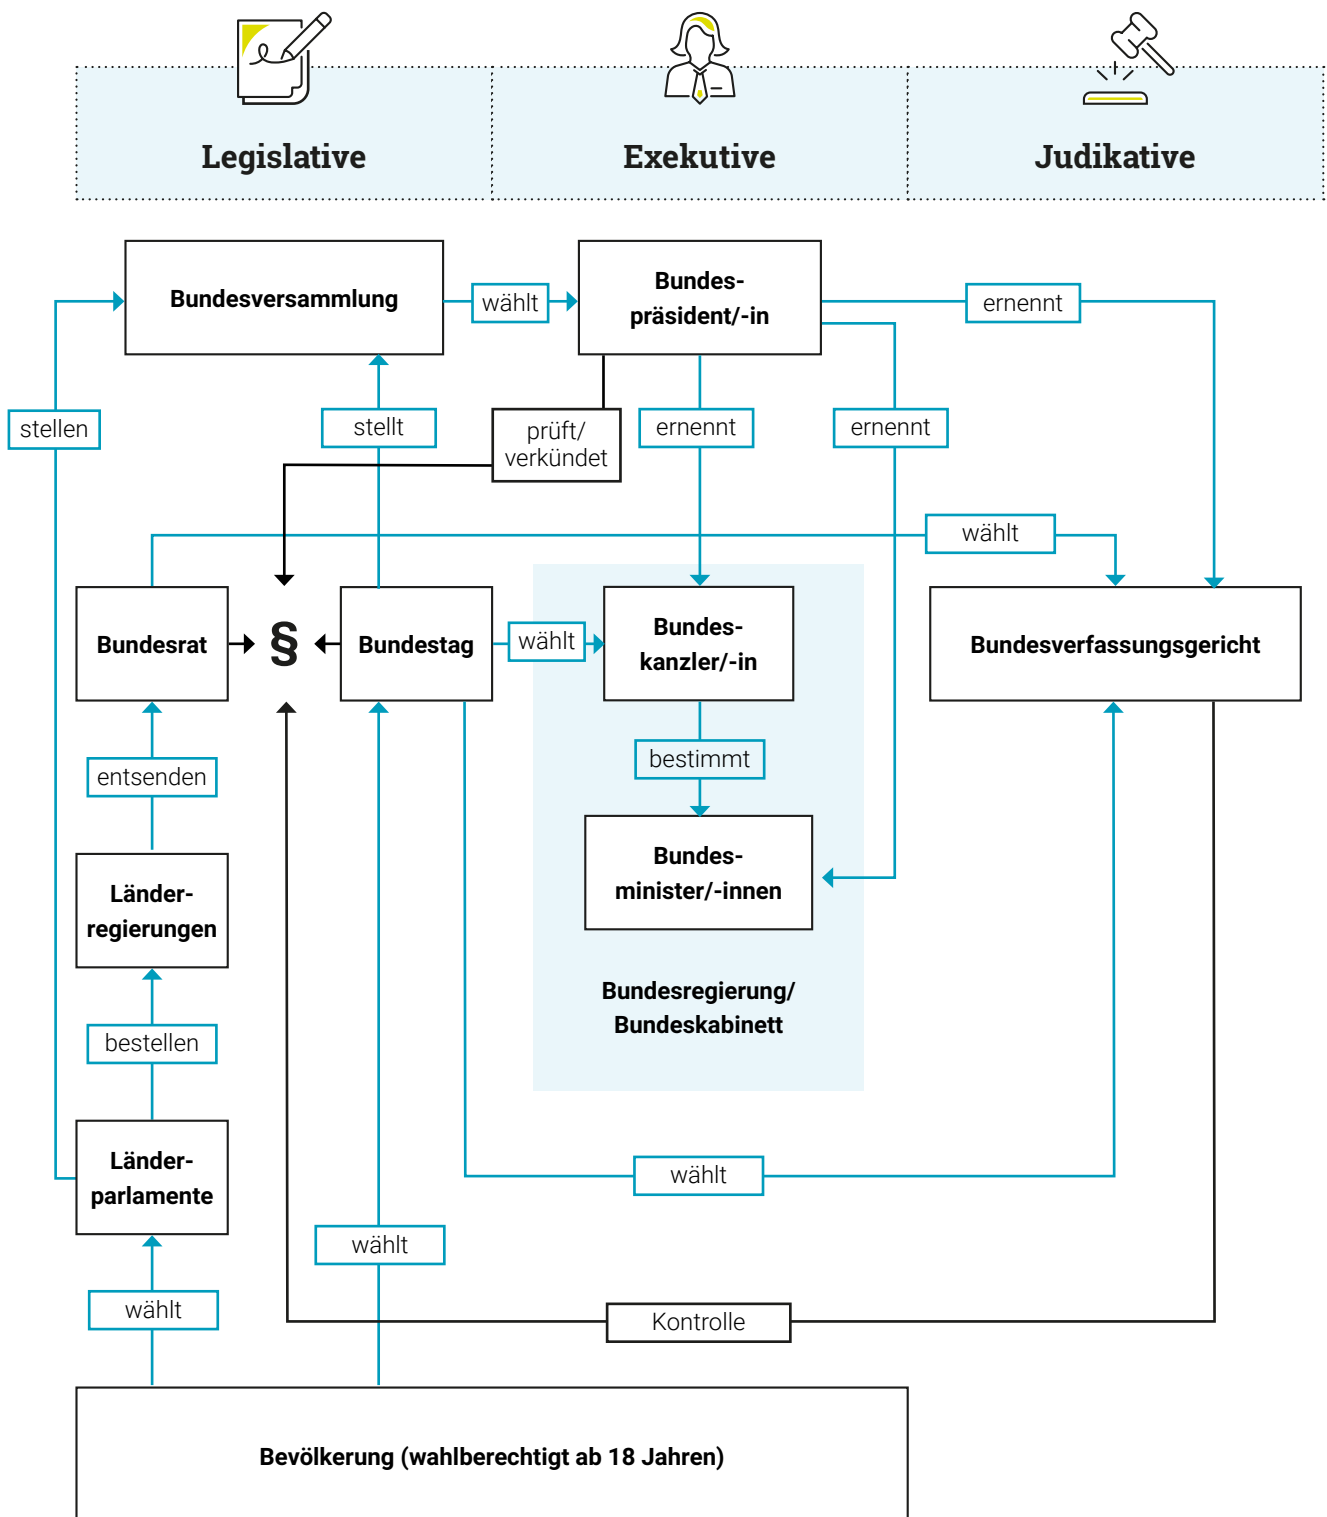 Legislative
Exekutive
Judikative
Bundesversammlung
wählt
Bundes-
präsident/-in
ernennt
stellen
stellt
prüft/
verkündet
ernennt
ernennt
wählt
Bundesrat
§
Bundestag
wählt
Bundes-
kanzler/-in
Bundesverfassungsgericht
entsenden
bestimmt
Länder-
regierungen
Bundes-
minister/-innen
Bundesregierung/
Bundeskabinett
bestellen
Länder-
parlamente
wählt
wählt
wählt
Kontrolle
Bevölkerung (wahlberechtigt ab 18 Jahren)